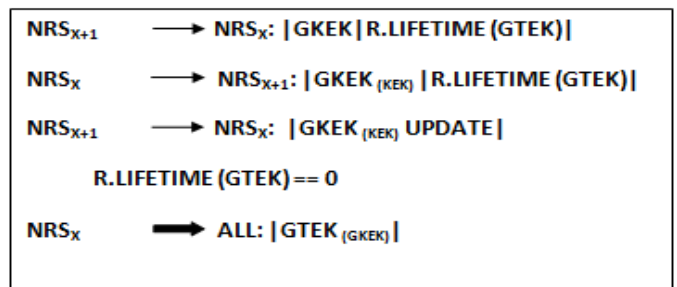 NRSX+1 → NRSX: |GKEK|R.LIFETIME (GTEK)|
NRSX → NRSX+1: |GKEK (KEK) |R.LIFETIME (GTEK)|
NRSX+1 → NRSX: |GKEK (KEK) UPDATE|
R.LIFETIME (GTEK) == 0
NRSX → ALL: |GTEK (GKEK)|